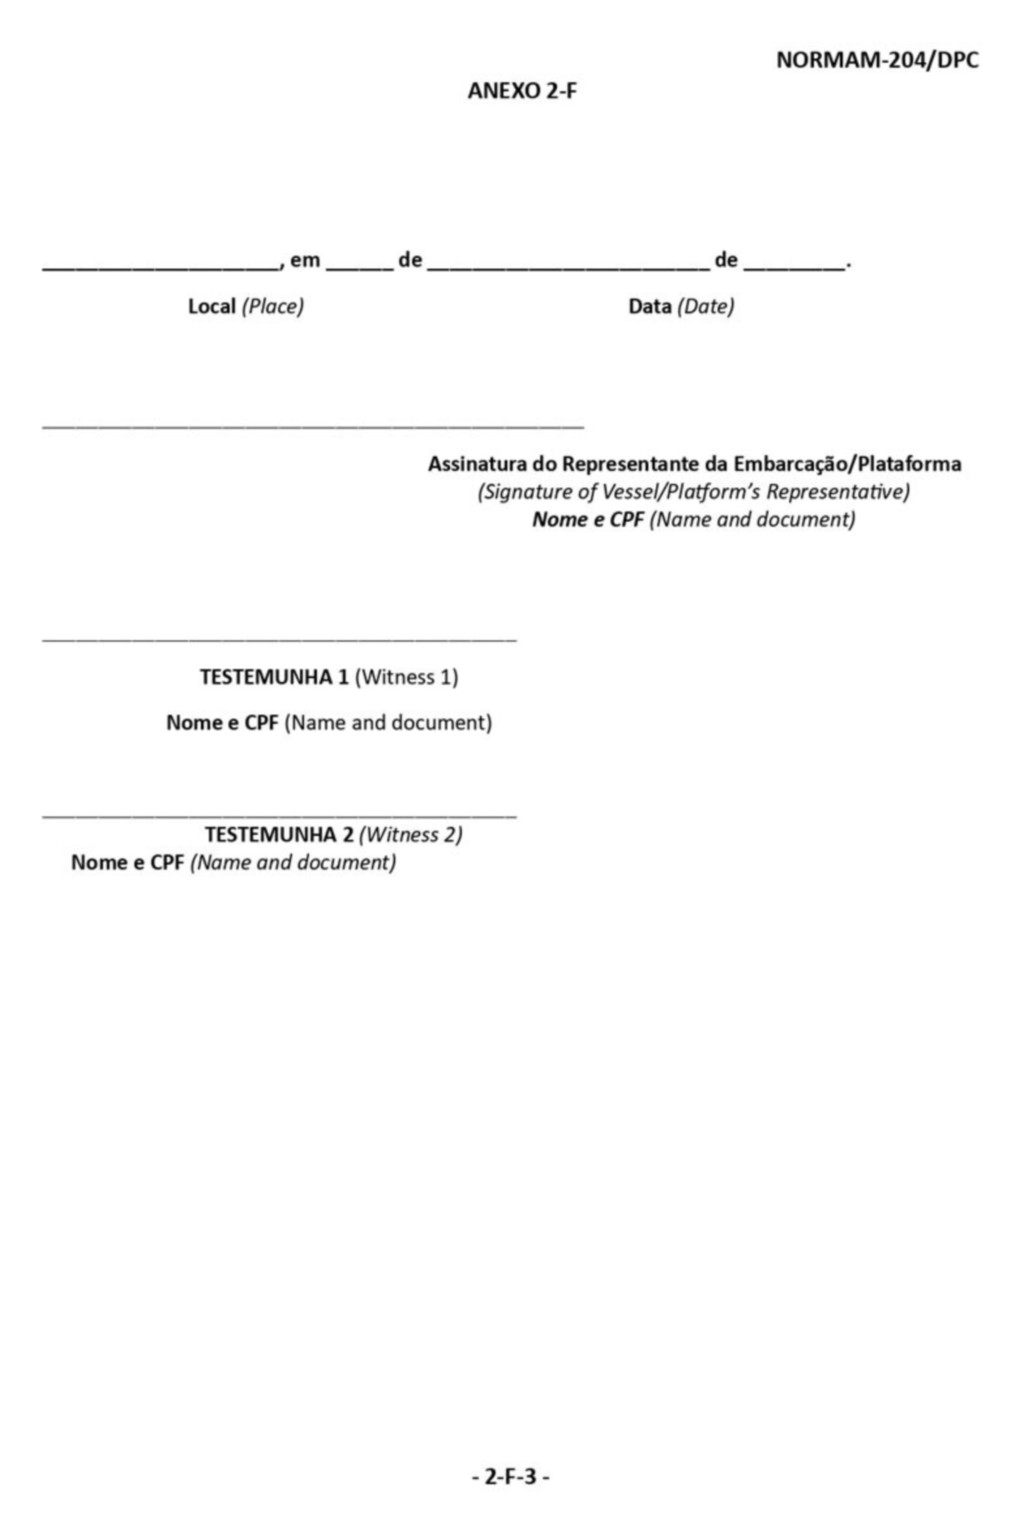 NORMAM-204/DPC
ANEXO 2-F
_____________________, em ______ de _________________________ de _________.
Local (Place) Data (Date)
________________________________________________
Assinatura do Representante da Embarcação/Plataforma
(Signature of Vessel/Platform’s Representative)
Nome e CPF (Name and document)
__________________________________________
TESTEMUNHA 1 (Witness 1)
Nome e CPF (Name and document)
__________________________________________
TESTEMUNHA 2 (Witness 2)
Nome e CPF (Name and document)
- 2-F-3 -